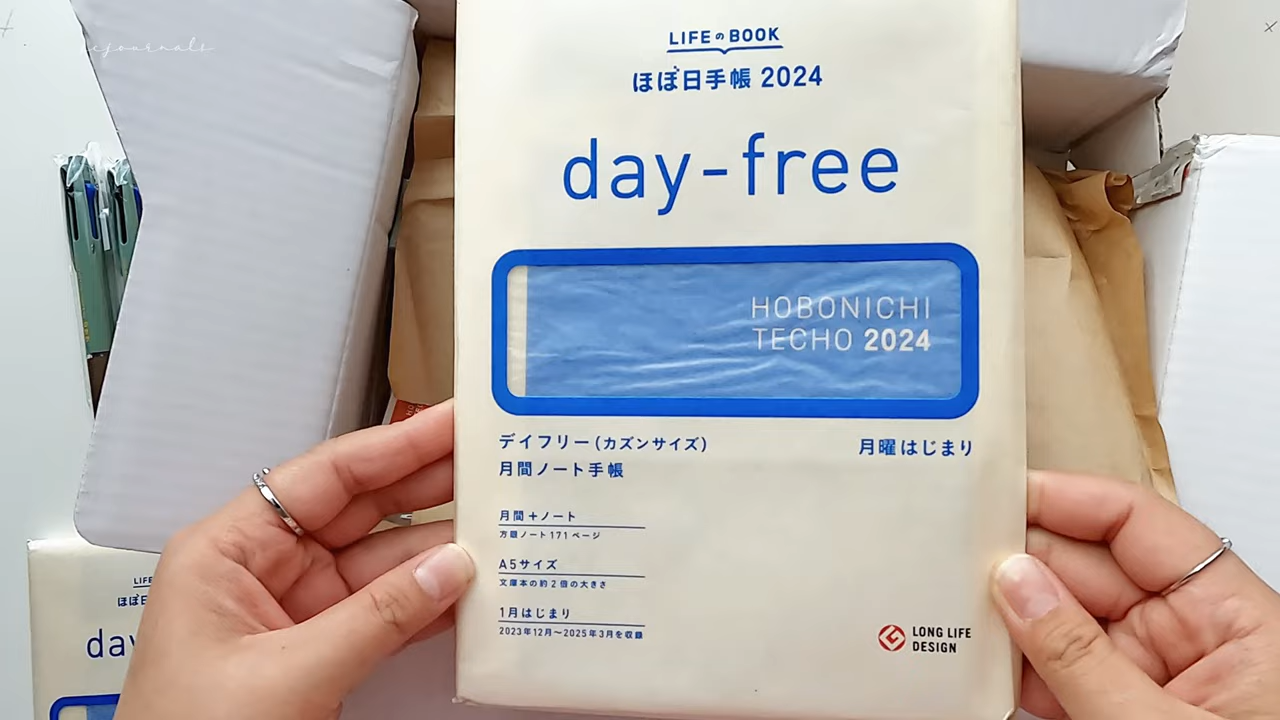 LIFEのBOOK
ほぼ日手帳 2024
day-free
HOBONICHI
TECHO 2024
デイフリー(カズンサイズ)
月間ノート手帳
月曜はじまり
月間+ノート
方眼ノート171ページ
A5サイズ
文庫本の約2倍の大きさ
1月はじまり
2023年12月〜2025年3月を収録
LONG LIFE
DESIGN
LIFE
ほぼ日
day